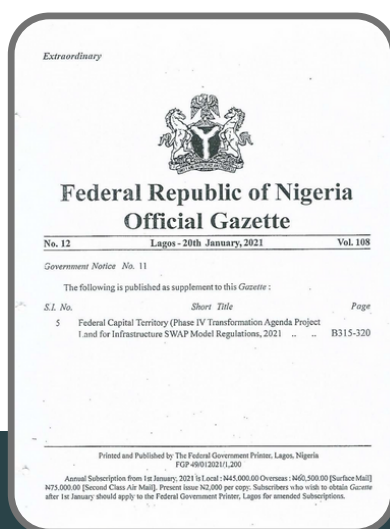 Extraordinary
Federal Republic of Nigeria
Official Gazette
No. 12 Lagos - 20th January, 2021 Vol. 108
Government Notice No. 11
The following is published as supplement to this Gazette :
S.I. No. Short Title Page
5 Federal Capital Territory (Phase IV Transformation Agenda Project
Land for Infrastructure SWAP Model Regulations, 2021 .. .. B315-320
Printed and Published by The Federal Government Printer, Lagos, Nigeria
FGP 49/012021/1,200
Annual Subscription from 1st January, 2021 is Local : ₦45,000.00 Overseas : ₦60,500.00 [Surface Mail]
₦75,000.00 [Second Class Air Mail]. Present issue ₦2,000 per copy. Subscribers who wish to obtain Gazette
after 1st January should apply to the Federal Government Printer, Lagos for amended Subscriptions.